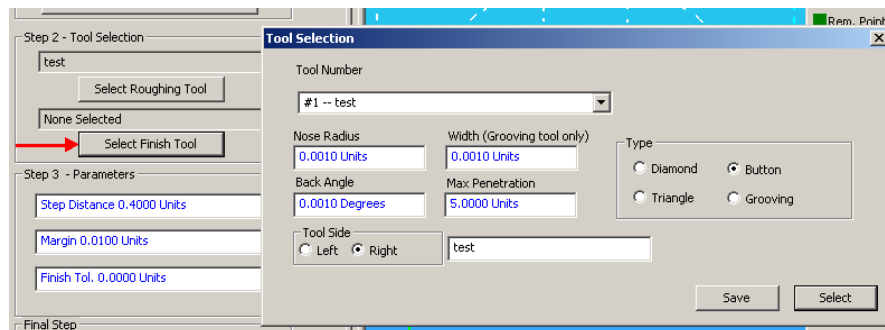 Rem. Point
Step 2 - Tool Selection
test
Select Roughing Tool
None Selected
Select Finish Tool
Step 3 - Parameters
Step Distance 0.4000 Units
Margin 0.0100 Units
Finish Tol. 0.0000 Units
Final Step
Tool Selection
Tool Number
#1 -- test
Nose Radius
Width (Grooving tool only)
0.0010 Units
0.0010 Units
Back Angle
Max Penetration
0.0010 Degrees
5.0000 Units
Type
Diamond
Button
Triangle
Grooving
Tool Side
Left
Right
test
Save
Select